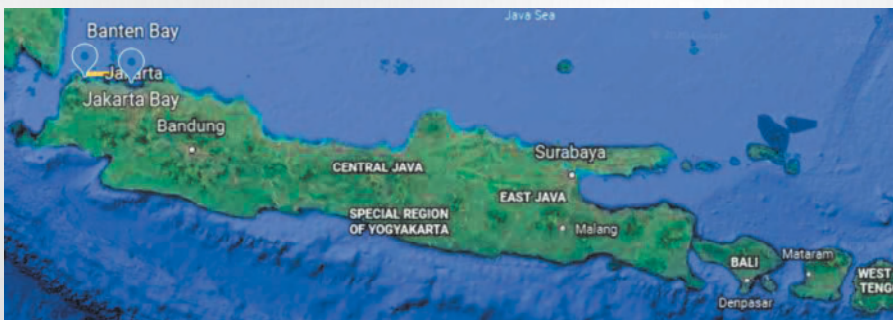 Java Sea
Banten Bay
Jakarta
Jakarta Bay
Bandung
Surabaya
CENTRAL JAVA
EAST JAVA
SPECIAL REGION
OF YOGYAKARTA
Malang
Mataram
BALI
WEST
TENG
Denpasar